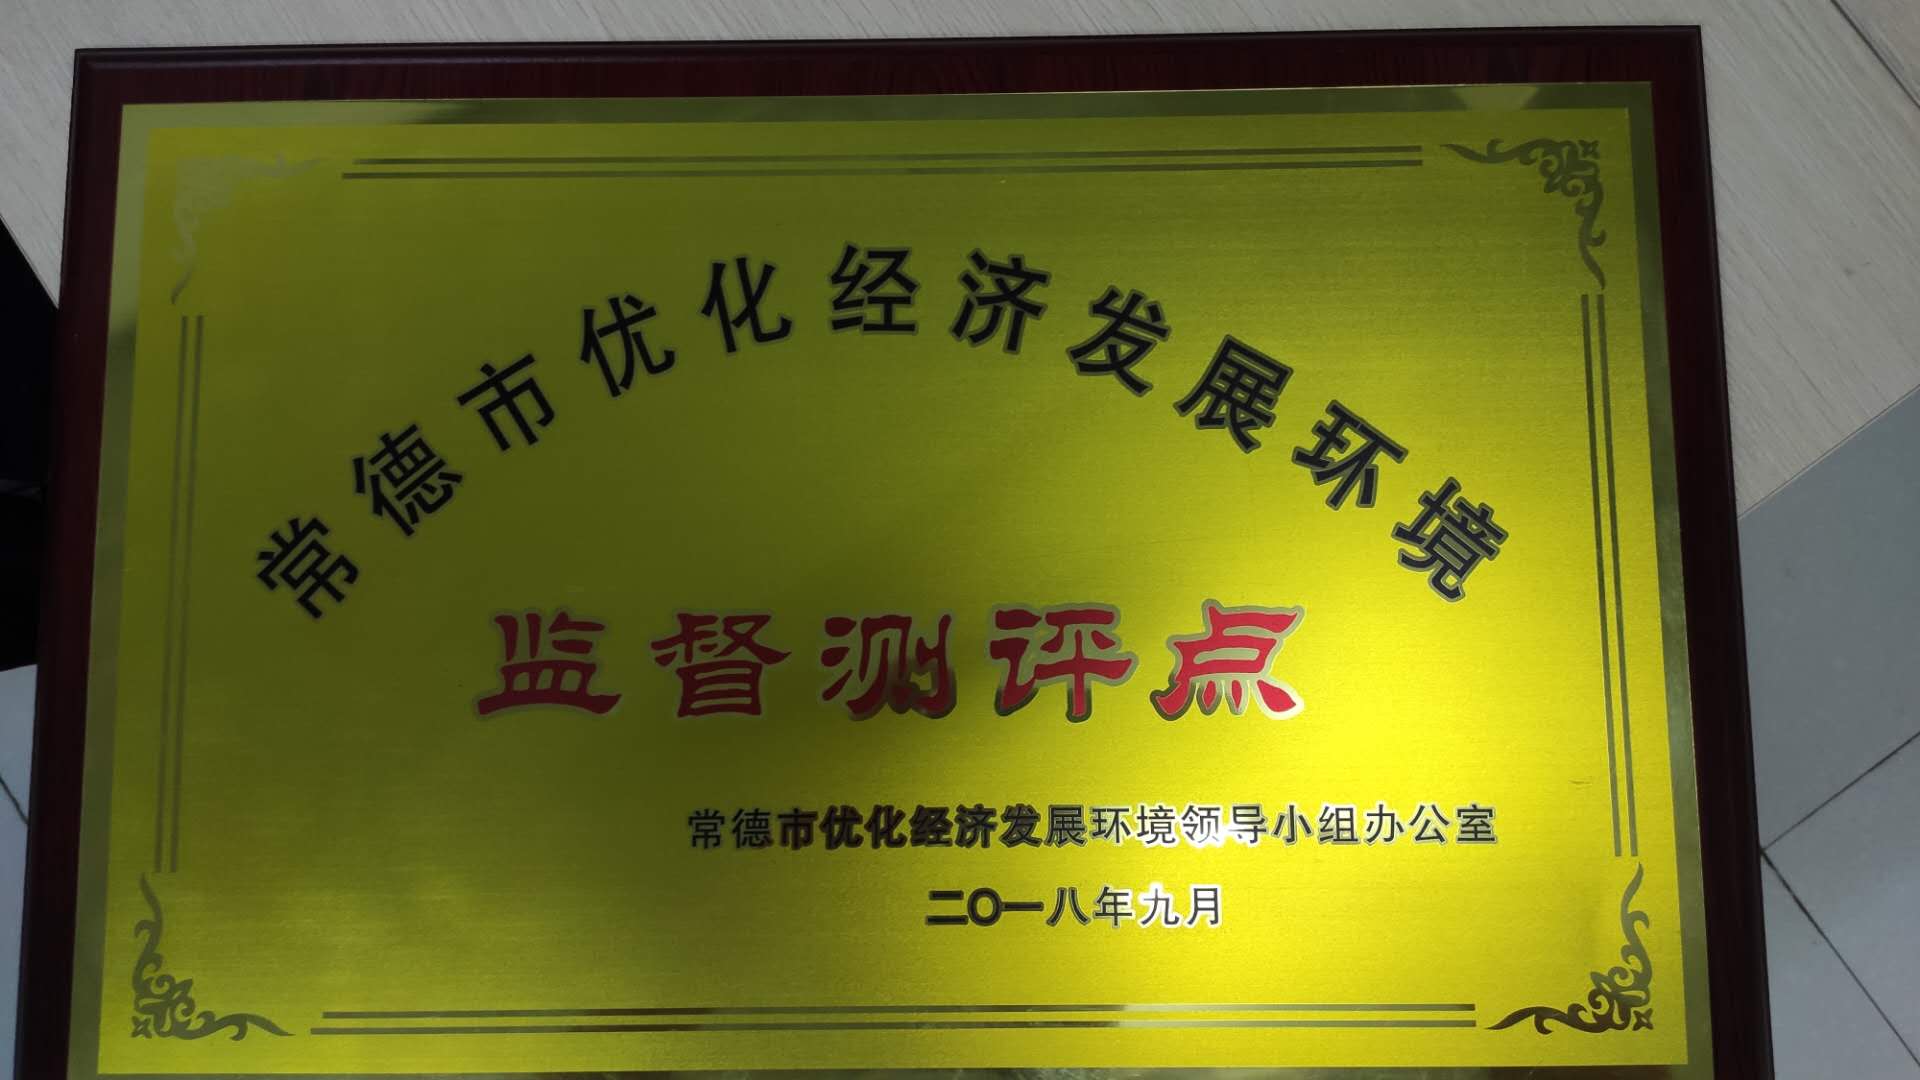 常德市优化经济发展环境
监督测评点
常德市优化经济发展环境领导小组办公室
二〇一八年九月